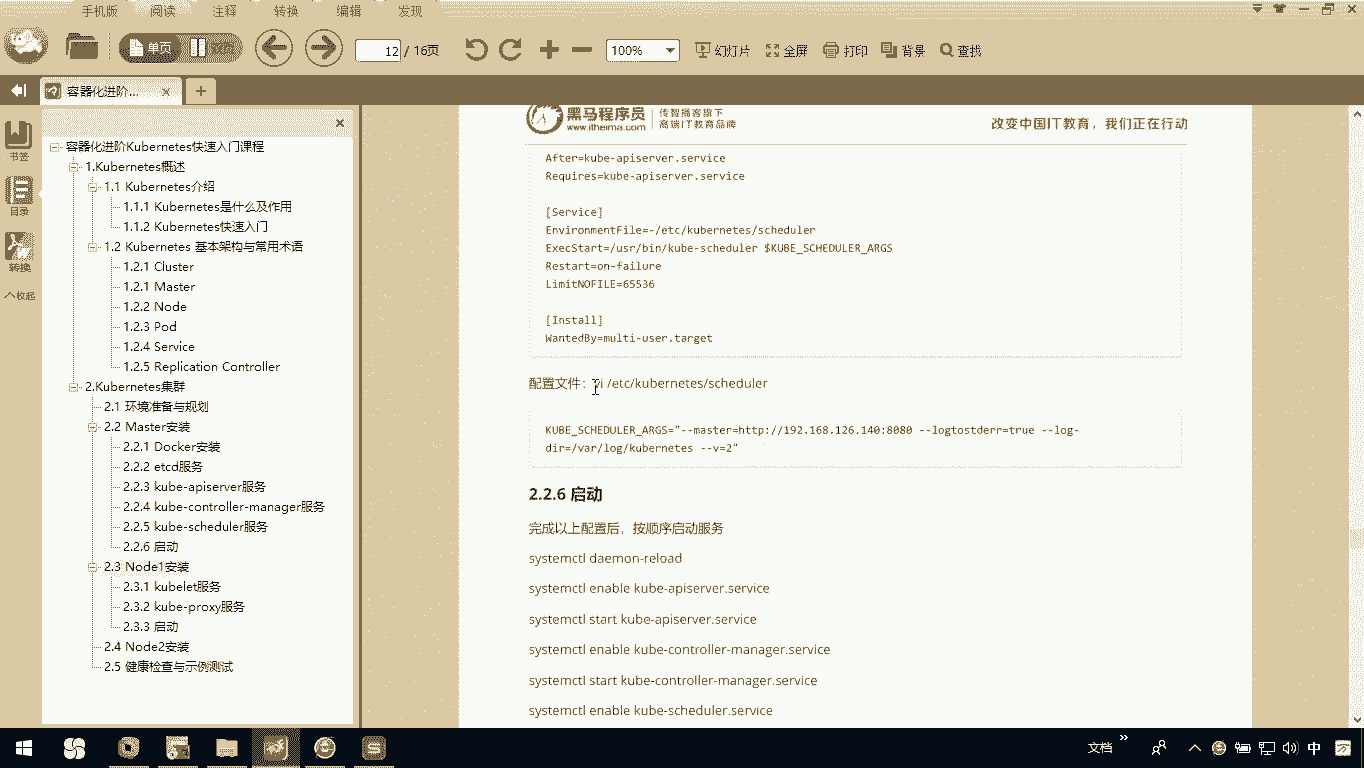 手机版 阅读 注释 转换 编辑 发现
单页 双页 12 / 16页 100% 幻灯片 全屏 打印 背景 查找
容器化进阶...
书签
目录
转换
收起
容器化进阶Kubernetes快速入门课程
1.Kubernetes概述
1.1 Kubernetes介绍
1.1.1 Kubernetes是什么及作用
1.1.2 Kubernetes快速入门
1.2 Kubernetes 基本架构与常用术语
1.2.1 Cluster
1.2.1 Master
1.2.2 Node
1.2.3 Pod
1.2.4 Service
1.2.5 Replication Controller
2.Kubernetes集群
2.1 环境准备与规划
2.2 Master安装
2.2.1 Docker安装
2.2.2 etcd服务
2.2.3 kube-apiserver服务
2.2.4 kube-controller-manager服务
2.2.5 kube-scheduler服务
2.2.6 启动
2.3 Node1安装
2.3.1 kubelet服务
2.3.2 kube-proxy服务
2.3.3 启动
2.4 Node2安装
2.5 健康检查与示例测试
黑马程序员
www.itheima.com
传智播客旗下
高端IT教育品牌
改变中国IT教育，我们正在行动
After=kube-apiserver.service
Requires=kube-apiserver.service
[Service]
EnvironmentFile=-/etc/kubernetes/scheduler
ExecStart=/usr/bin/kube-scheduler $KUBE_SCHEDULER_ARGS
Restart=on-failure
LimitNOFILE=65536
[Install]
WantedBy=multi-user.target
配置文件：vi /etc/kubernetes/scheduler
KUBE_SCHEDULER_ARGS="--master=http://192.168.126.140:8080 --logtostderr=true --log-
dir=/var/log/kubernetes --v=2"
2.2.6 启动
完成以上配置后，按顺序启动服务
systemctl daemon-reload
systemctl enable kube-apiserver.service
systemctl start kube-apiserver.service
systemctl enable kube-controller-manager.service
systemctl start kube-controller-manager.service
systemctl enable kube-scheduler.service
文档 中